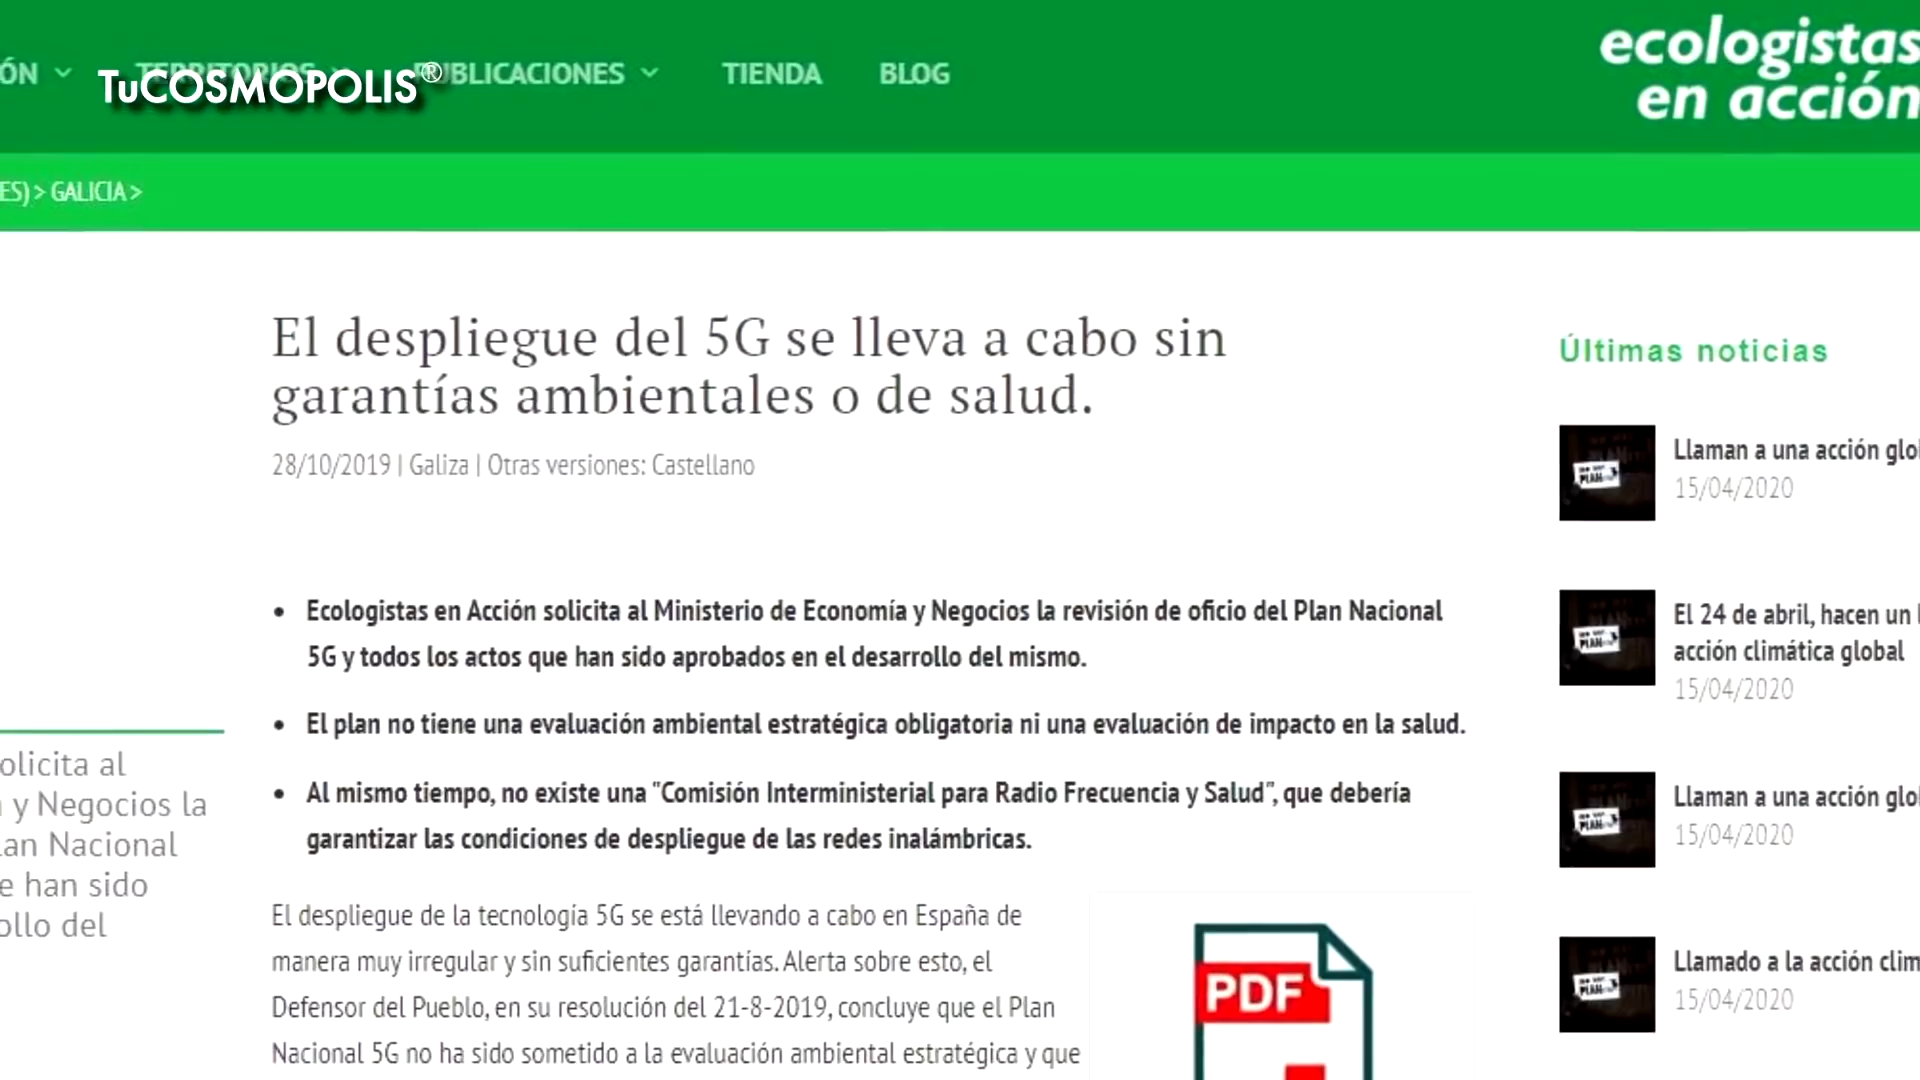 ÓN
TuCOSMOPOLIS®
TERRITORIOS
PUBLICACIONES
TIENDA
BLOG
ecologistas
en acción
ES) > GALICIA >
El despliegue del 5G se lleva a cabo sin
garantías ambientales o de salud.
28/10/2019 | Galiza | Otras versiones: Castellano
• Ecologistas en Acción solicita al Ministerio de Economía y Negocios la revisión de oficio del Plan Nacional
5G y todos los actos que han sido aprobados en el desarrollo del mismo.
• El plan no tiene una evaluación ambiental estratégica obligatoria ni una evaluación de impacto en la salud.
• Al mismo tiempo, no existe una "Comisión Interministerial para Radio Frecuencia y Salud", que debería
garantizar las condiciones de despliegue de las redes inalámbricas.
El despliegue de la tecnología 5G se está llevando a cabo en España de
manera muy irregular y sin suficientes garantías. Alerta sobre esto, el
Defensor del Pueblo, en su resolución del 21-8-2019, concluye que el Plan
Nacional 5G no ha sido sometido a la evaluación ambiental estratégica y que
PDF
olicita al
y Negocios la
lan Nacional
e han sido
ollo del
Últimas noticias
Llaman a una acción glo
15/04/2020
El 24 de abril, hacen un
acción climática global
15/04/2020
Llaman a una acción glo
15/04/2020
Llamado a la acción clim
15/04/2020